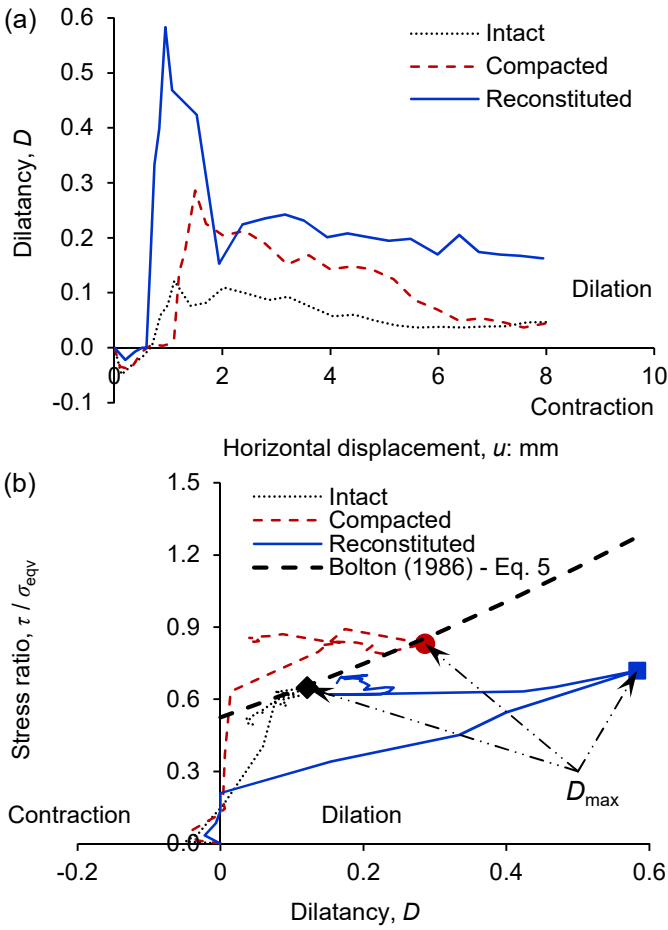 (a)
0.6
0.5
0.4
0.3
0.2
0.1
0.0
-0.1
Dilatancy, D
Intact
Compacted
Reconstituted
Dilation
0 2 4 6 8 10
Contraction
Horizontal displacement, u: mm
(b)
1.5
1.2
0.9
0.6
0.3
0.0
Stress ratio, τ / σeqv
Intact
Compacted
Reconstituted
Bolton (1986) - Eq. 5
Dmax
Contraction
Dilation
-0.2 0 0.2 0.4 0.6
Dilatancy, D